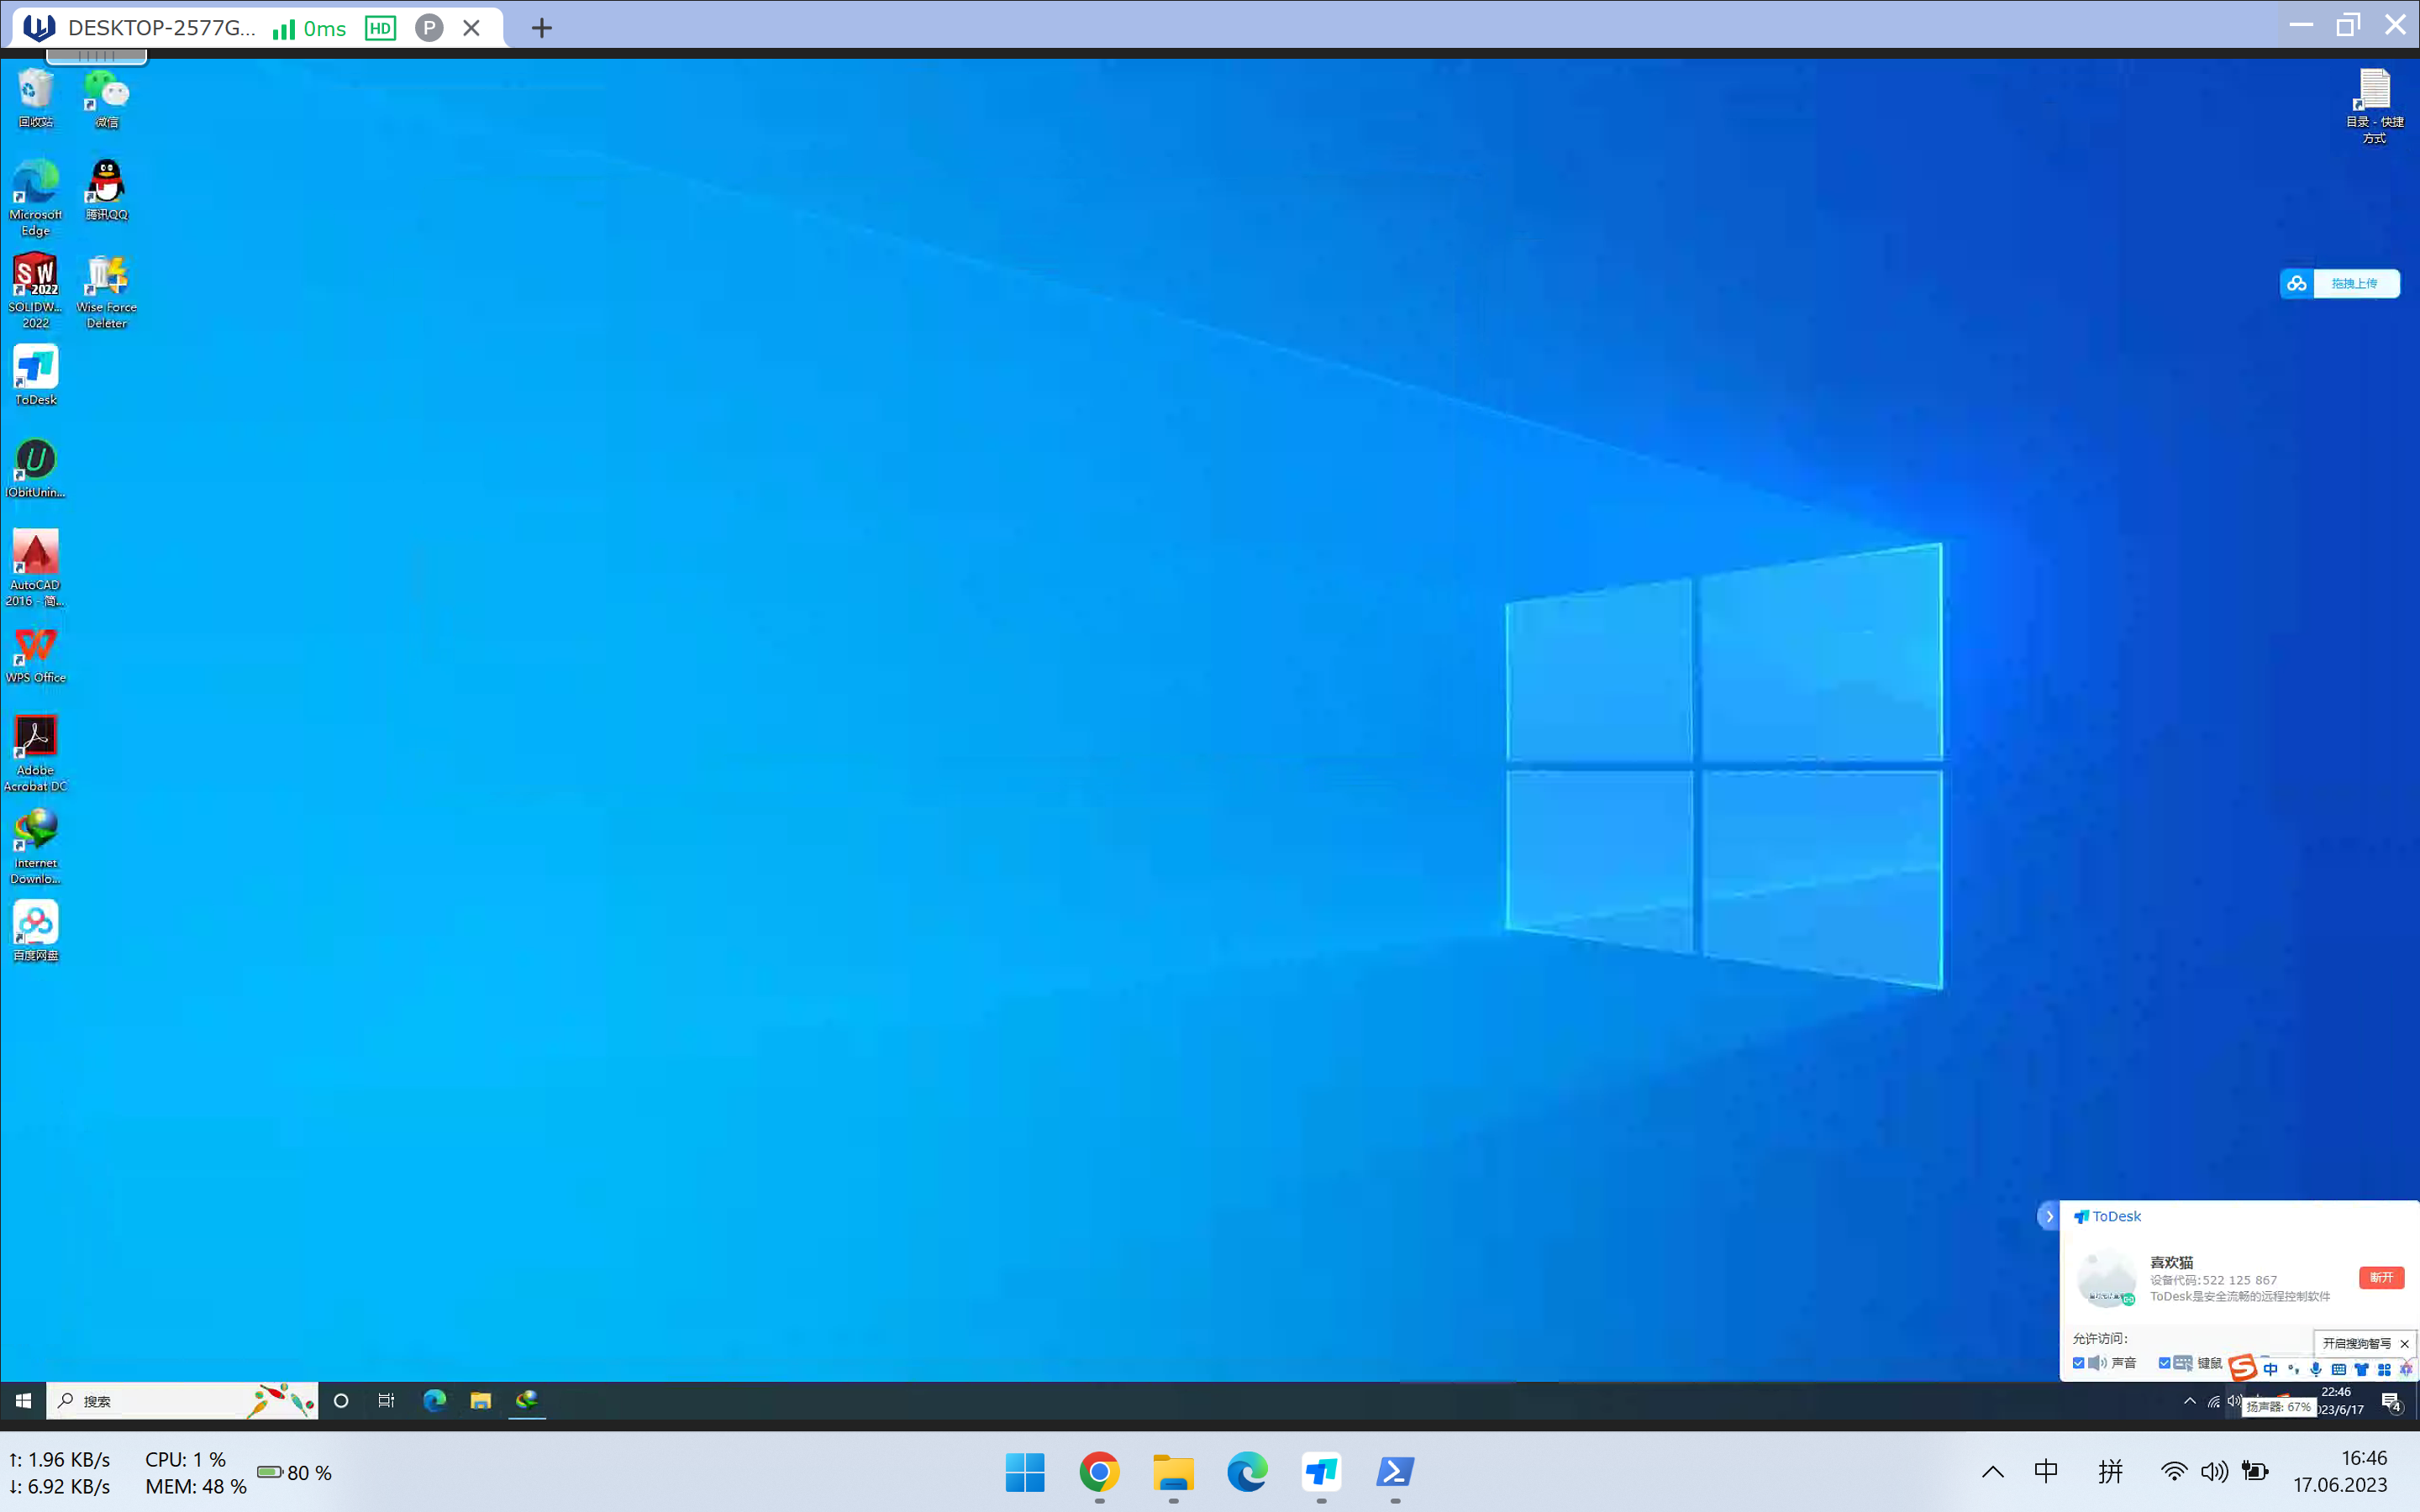 DESKTOP-2577G...
0ms
HD
P
回收站
微信
目录 - 快捷
方式
Microsoft
Edge
腾讯QQ
SW
2022
SOLIDW...
2022
Wise Force
Deleter
拖拽上传
ToDesk
IObitUnin...
AutoCAD
2016 - 简...
WPS Office
Adobe
Acrobat DC
Internet
Downlo...
百度网盘
ToDesk
喜欢猫
设备代码:522 125 867
断开
ToDesk是安全流畅的远程控制软件
允许访问:
开启搜狗智写
声音
键鼠
中
搜索
22:46
扬声器: 67%
023/6/17
4
↑: 1.96 KB/s
CPU: 1 %
80 %
↓: 6.92 KB/s
MEM: 48 %
中
拼
16:46
17.06.2023